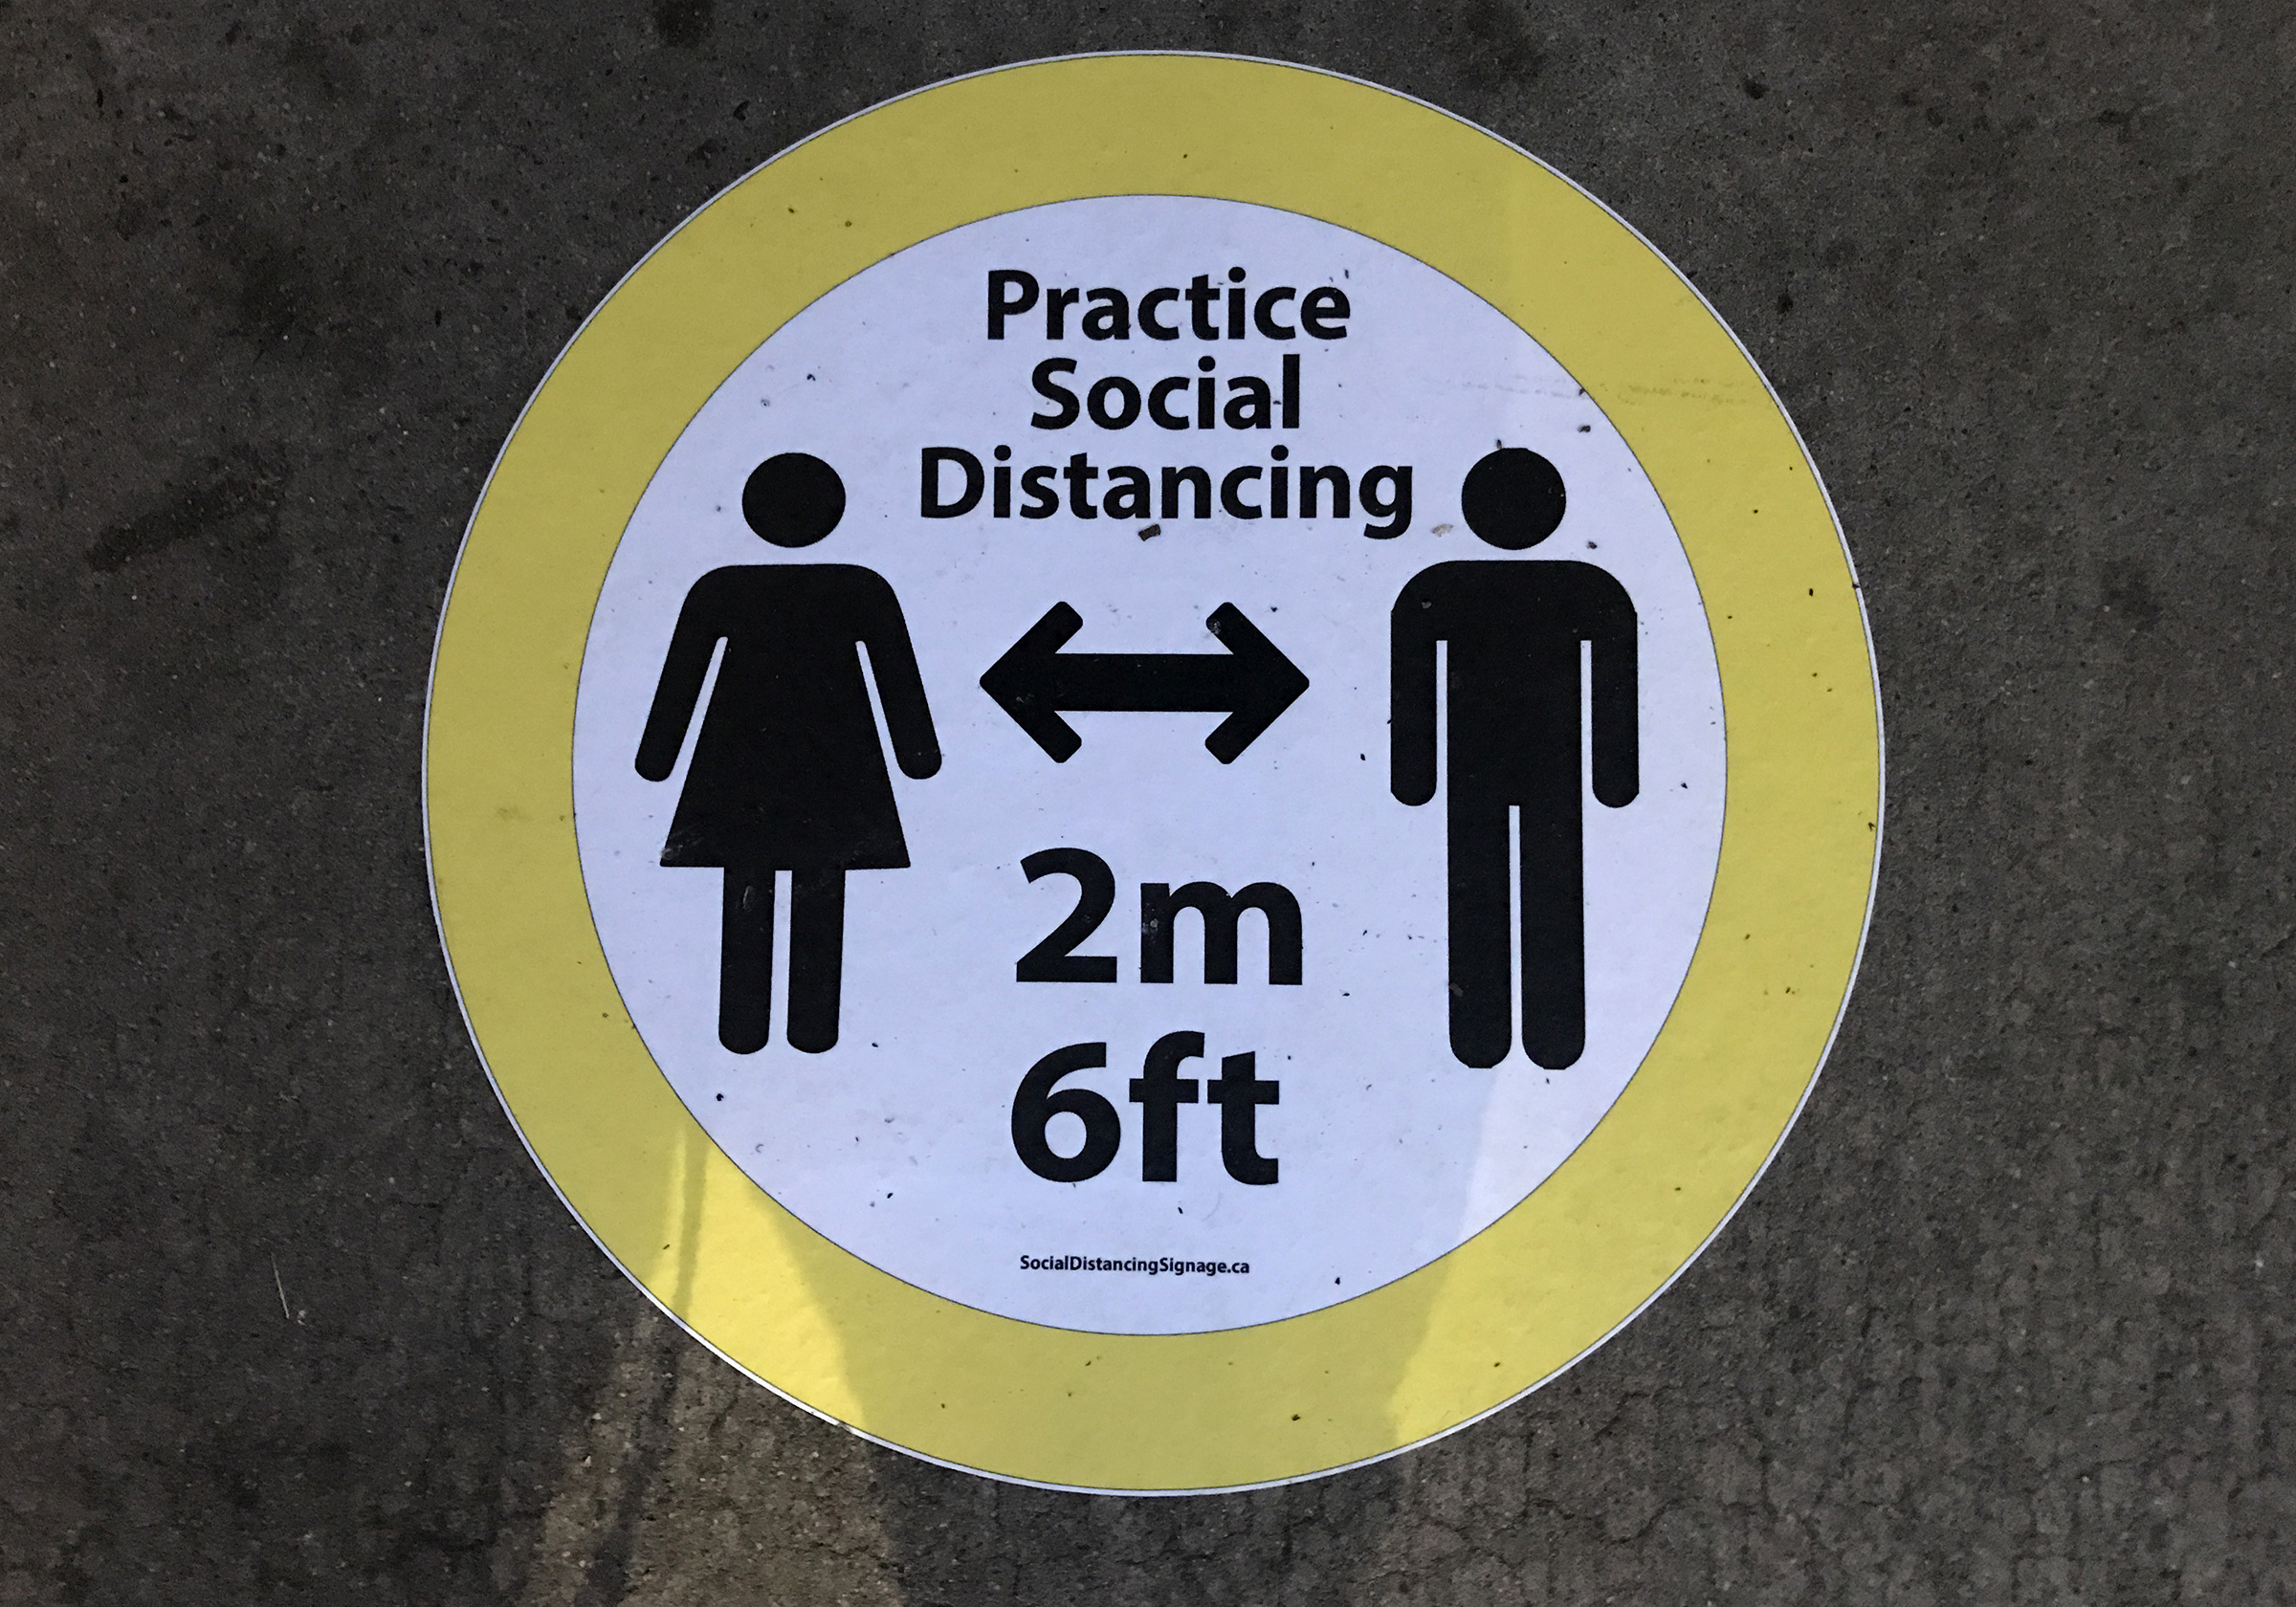 Practice
Social
Distancing
2m
6ft
SocialDistancingSignage.ca